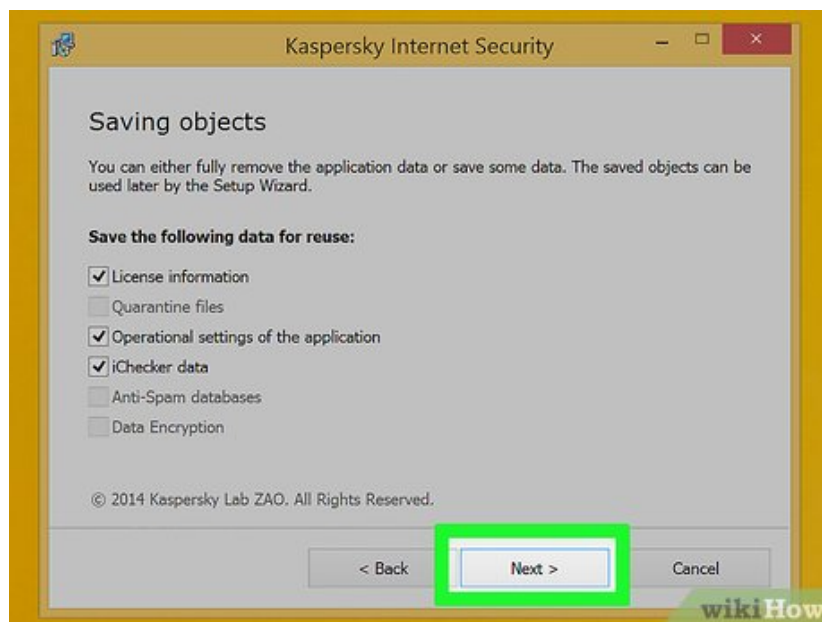 Kaspersky Internet Security
Saving objects
You can either fully remove the application data or save some data. The saved objects can be
used later by the Setup Wizard.
Save the following data for reuse:
License information
Quarantine files
Operational settings of the application
iChecker data
Anti-Spam databases
Data Encryption
© 2014 Kaspersky Lab ZAO. All Rights Reserved.
< Back Next > Cancel
wikiHow